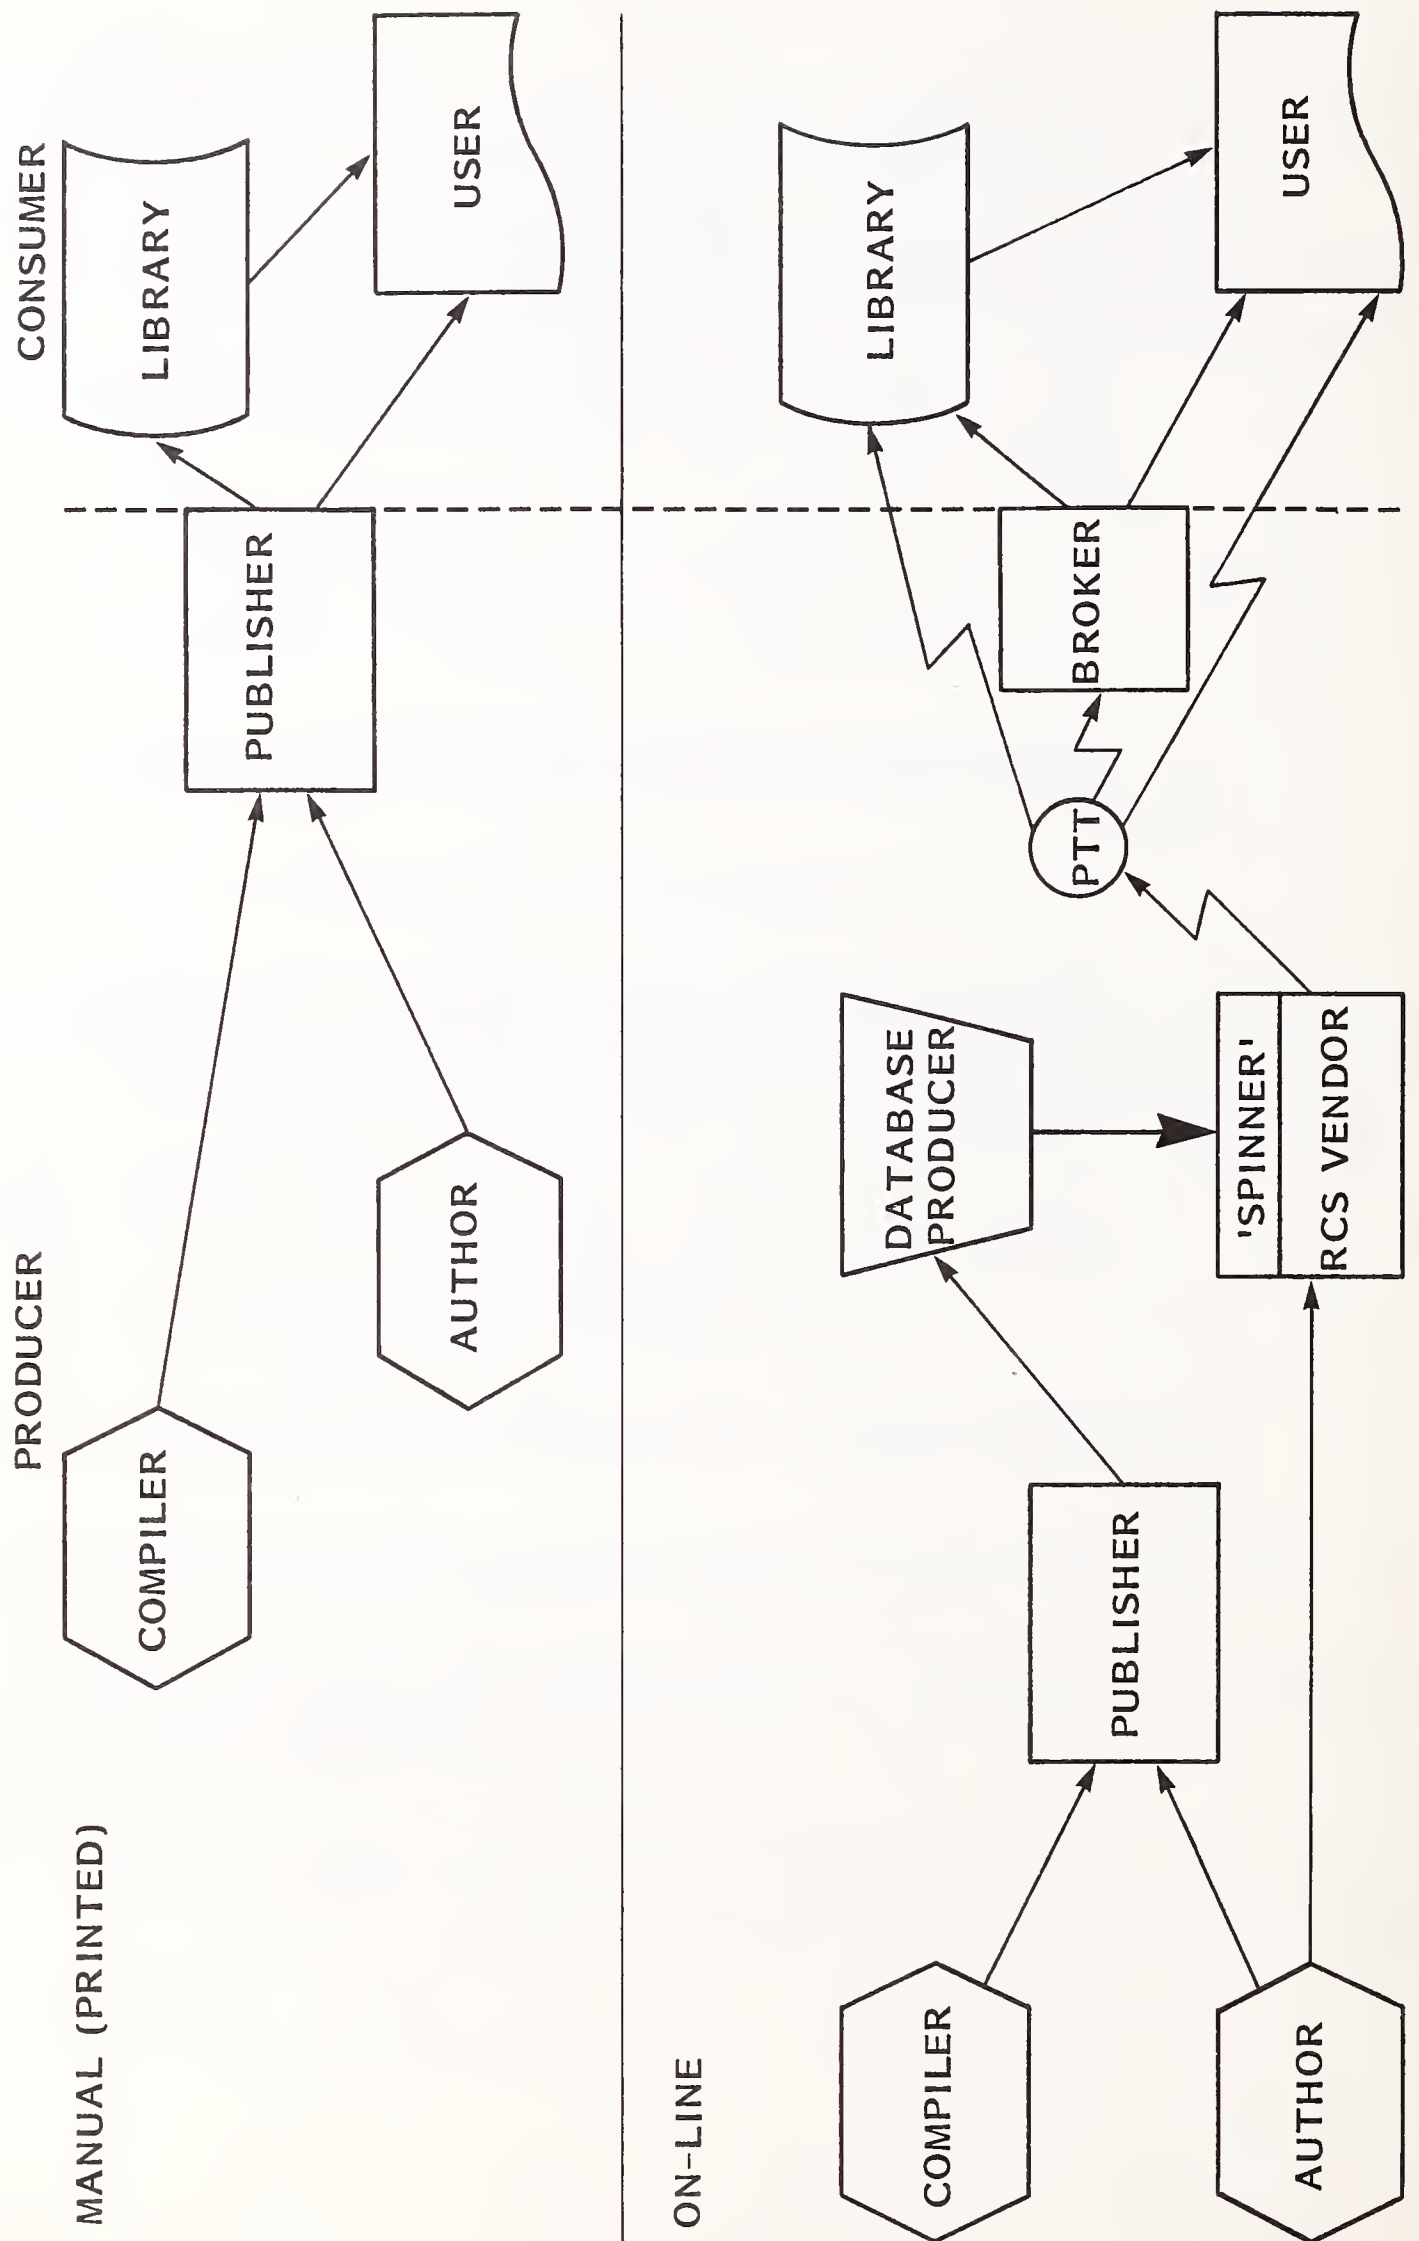 PRODUCER
CONSUMER
MANUAL (PRINTED)
COMPILER
AUTHOR
PUBLISHER
LIBRARY
USER
ON-LINE
COMPILER
AUTHOR
PUBLISHER
DATABASE
PRODUCER
'SPINNER'
RCS VENDOR
PTT
BROKER
LIBRARY
USER